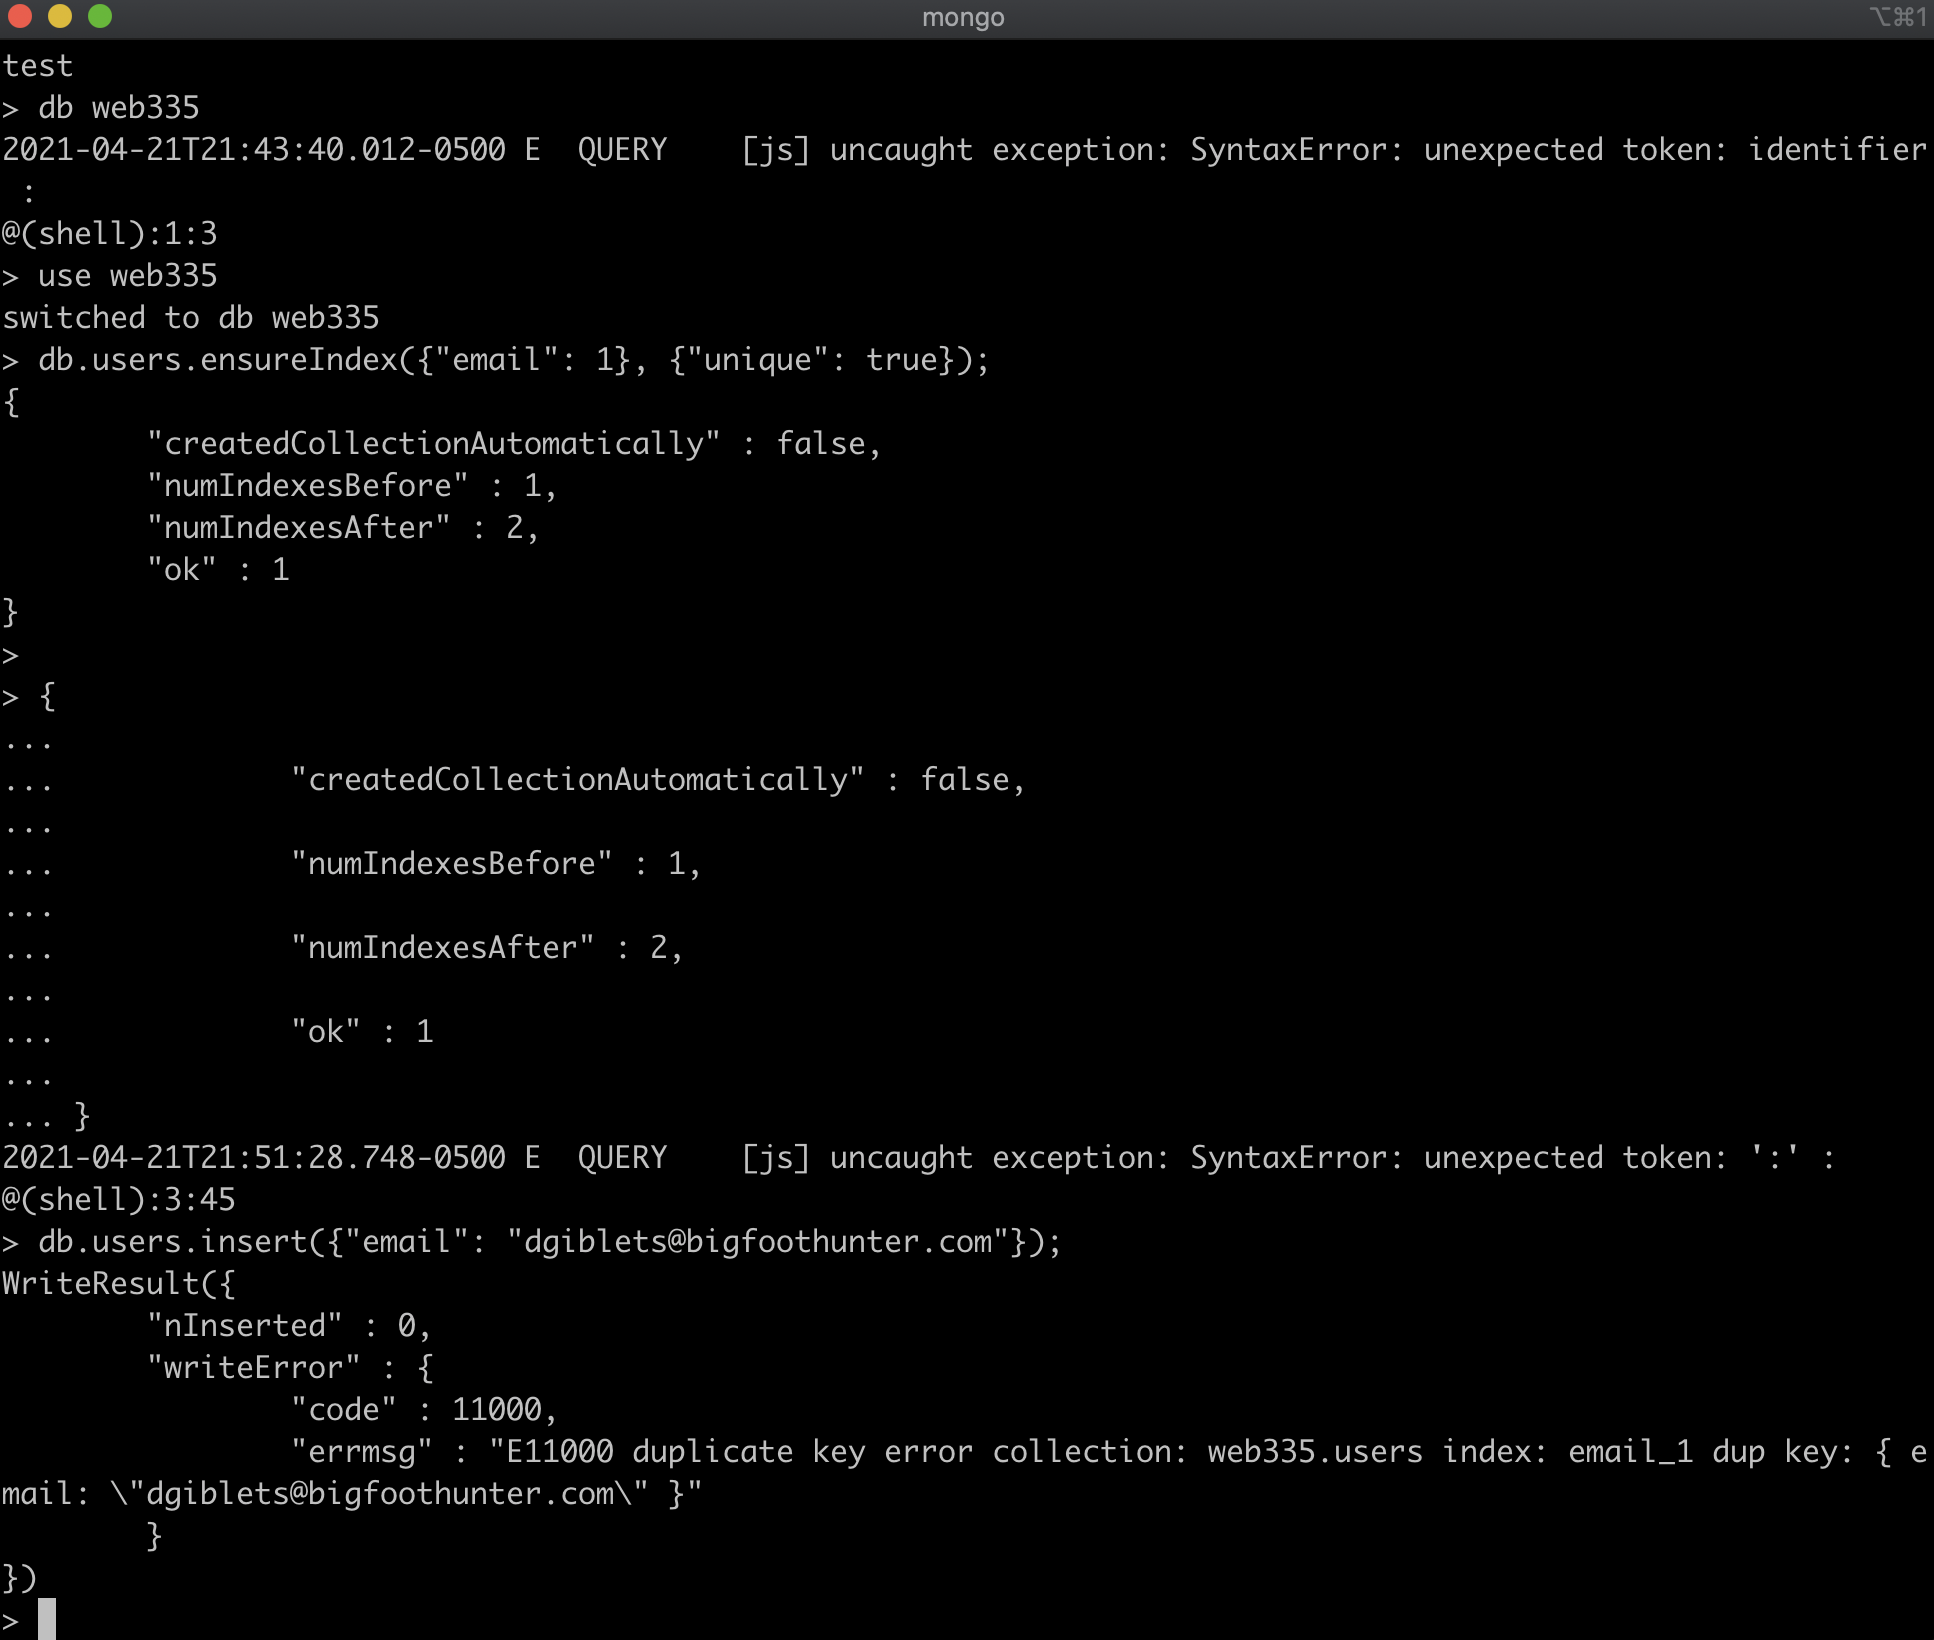 mongo
⌥⌘1
test
> db web335
2021-04-21T21:43:40.012-0500 E  QUERY    [js] uncaught exception: SyntaxError: unexpected token: identifier
 :
@(shell):1:3
> use web335
switched to db web335
> db.users.ensureIndex({"email": 1}, {"unique": true});
{
        "createdCollectionAutomatically" : false,
        "numIndexesBefore" : 1,
        "numIndexesAfter" : 2,
        "ok" : 1
}
>
> {
...
...             "createdCollectionAutomatically" : false,
...
...             "numIndexesBefore" : 1,
...
...             "numIndexesAfter" : 2,
...
...             "ok" : 1
...
... }
2021-04-21T21:51:28.748-0500 E  QUERY    [js] uncaught exception: SyntaxError: unexpected token: ':' :
@(shell):3:45
> db.users.insert({"email": "dgiblets@bigfoothunter.com"});
WriteResult({
        "nInserted" : 0,
        "writeError" : {
                "code" : 11000,
                "errmsg" : "E11000 duplicate key error collection: web335.users index: email_1 dup key: { e
mail: \"dgiblets@bigfoothunter.com\" }"
        }
})
>